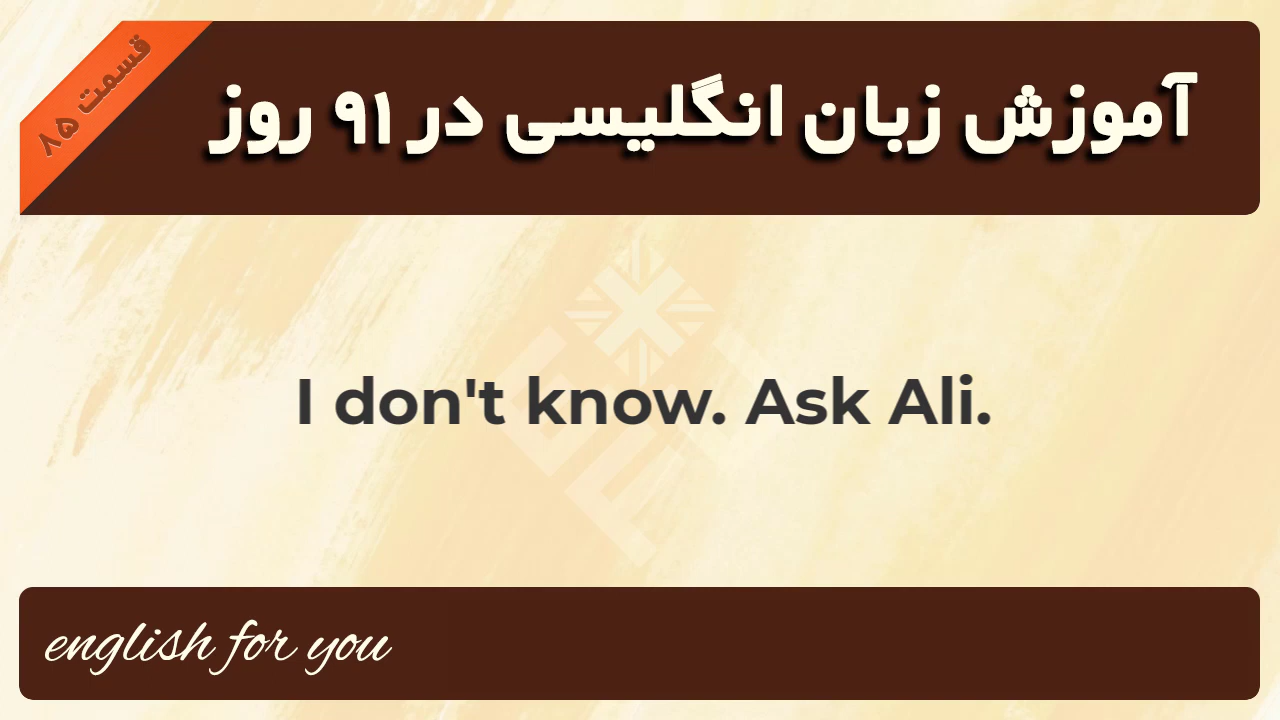 قسمت ۸۵
آموزش زبان انگلیسی در ۹۱ روز
I don't know. Ask Ali.
english for you